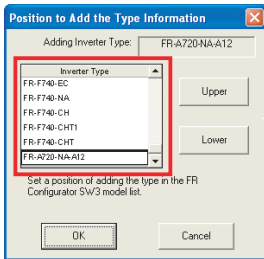 Position to Add the Type Information
Adding Inverter Type: FR-A720-NA-A12
Inverter Type
FR-F740-EC
FR-F740-NA
FR-F740-CH
FR-F740-CHT1
FR-F740-CHT
FR-A720-NA-A12
Upper
Lower
Set a position of adding the type in the FR
Configurator SW3 model list.
OK
Cancel